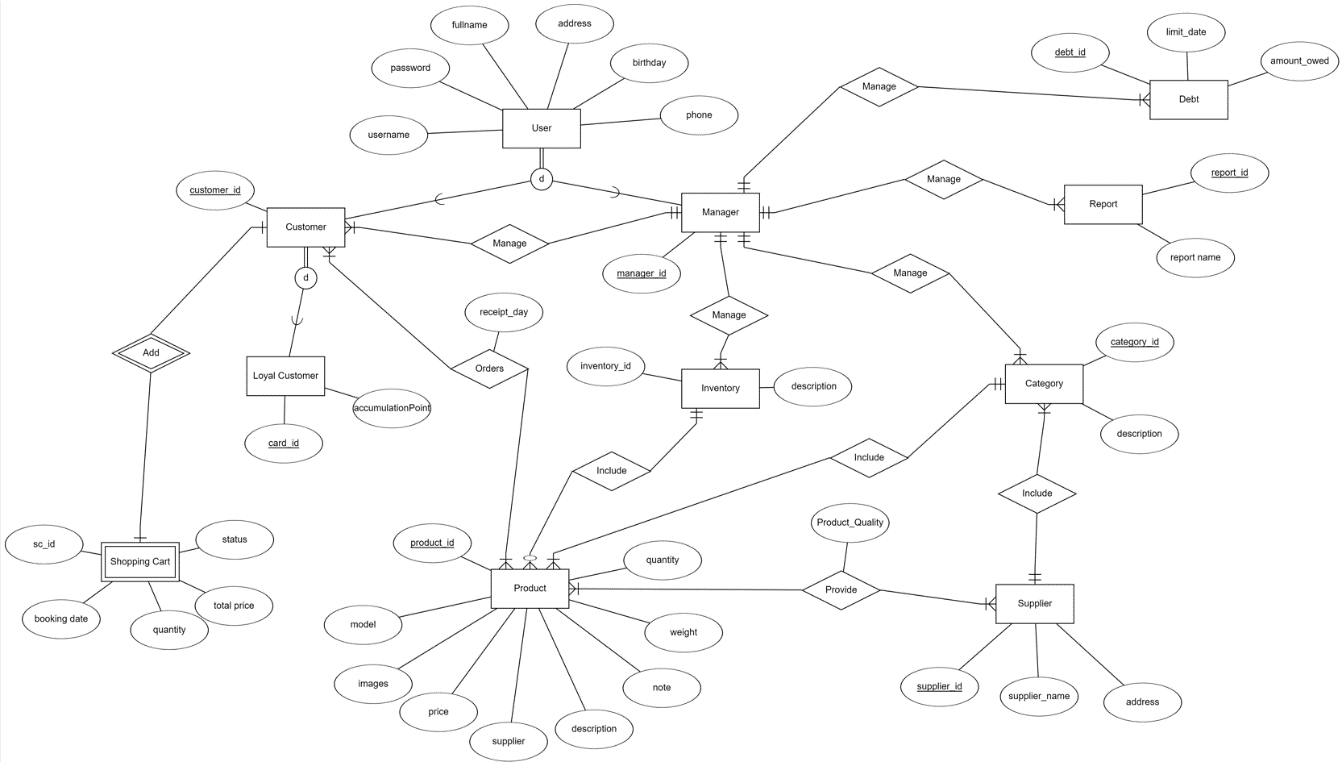 fullname
address
limit_date
debt_id
amount_owed
password
birthday
Manage
Debt
phone
User
username
d
customer_id
Manage
report_id
Customer
Manager
Report
Manage
report name
manager_id
Manage
d
receipt_day
Manage
Add
Orders
category_id
Loyal Customer
inventory_id
Inventory
description
Category
accumulationPoint
card_id
description
Include
Include
Include
Product_Quality
sc_id
status
product_id
quantity
Shopping Cart
Product
Provide
Supplier
booking date
total price
quantity
model
weight
images
note
price
supplier
description
supplier_id
supplier_name
address